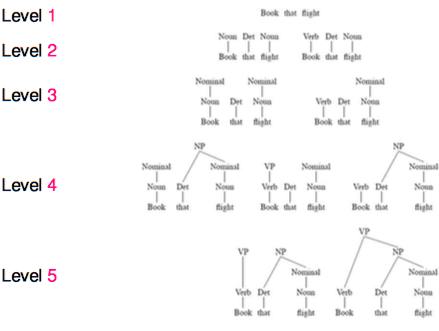 Level 1
Book that flight
Level 2
Noun Det Noun Verb Det Noun
Book that flight Book that flight
Level 3
Nominal Nominal Nominal
Noun Det Noun Verb Det Noun
Book that flight Book that flight
Level 4
NP NP
Nominal Nominal VP Nominal Nominal
Noun Det Noun Verb Det Noun Verb Det Noun
Book that flight Book that flight Book that flight
Level 5
VP
VP NP NP
Nominal Nominal
Verb Det Noun Verb Det Noun
Book that flight Book that flight